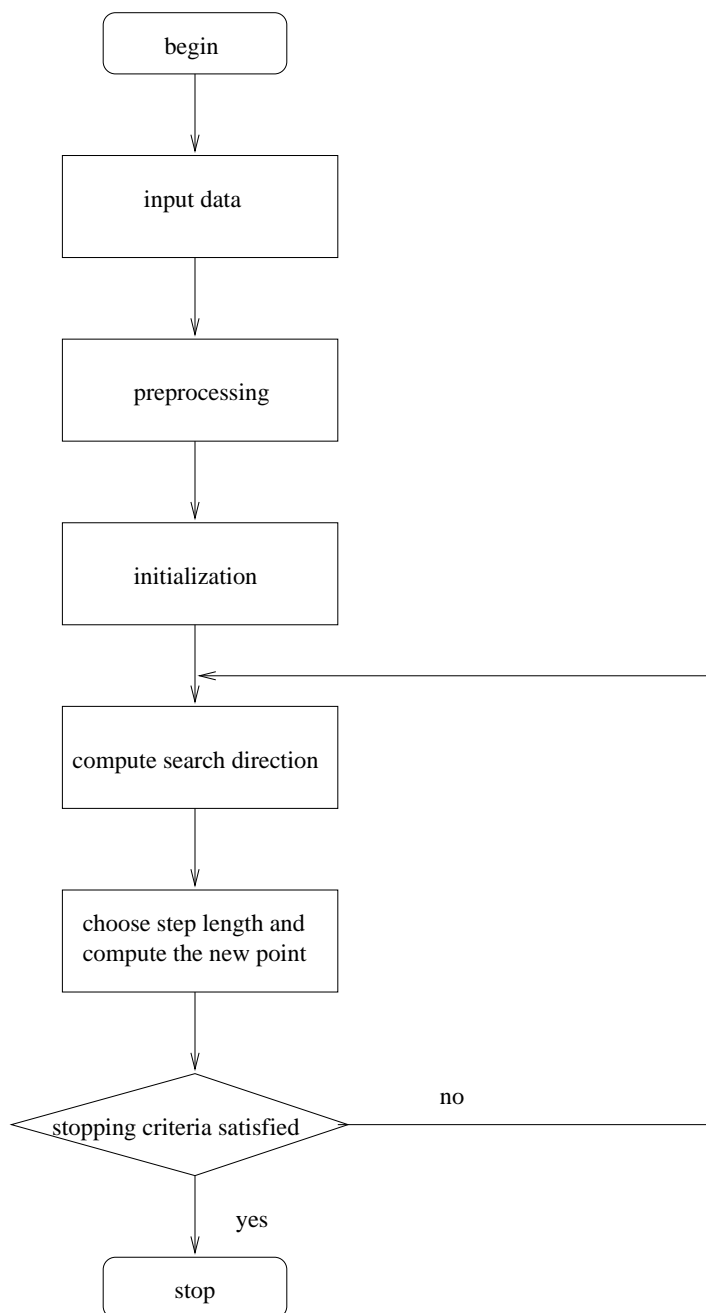 begin
input data
preprocessing
initialization
compute search direction
choose step length and
compute the new point
no
stopping criteria satisfied
yes
stop